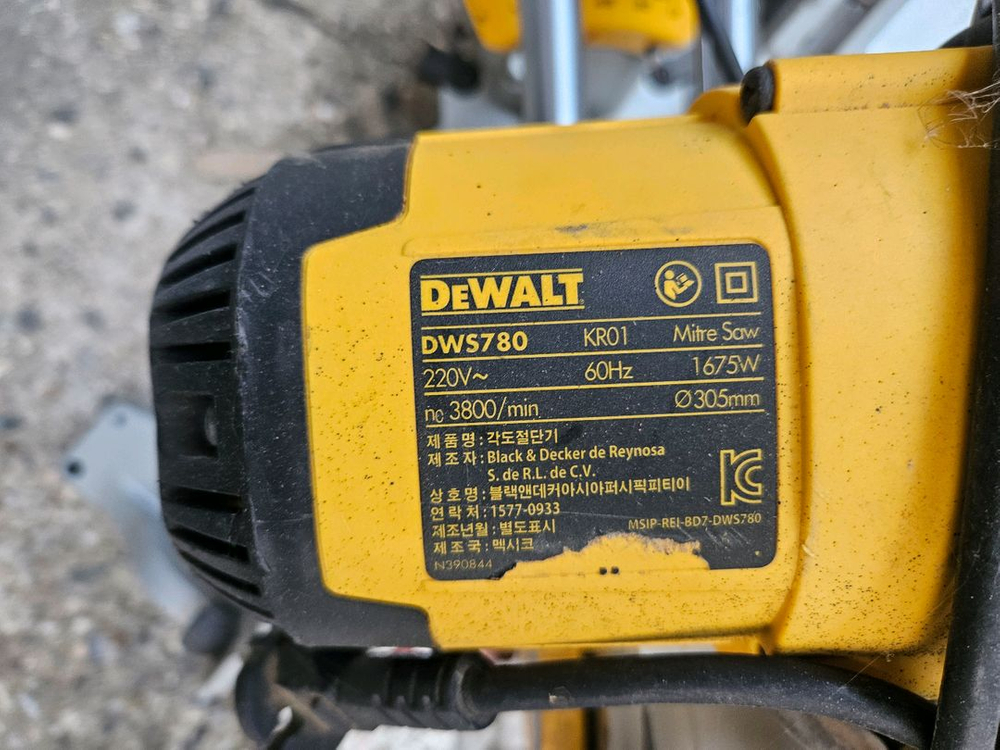 DEWALT
DWS780 KR01 Mitre Saw
220V~ 60Hz 1675W
n₀ 3800/min Ø305mm
제 품 명 : 각도절단기
제 조 자 : Black & Decker de Reynosa
S. de R.L. de C.V.
상 호 명 : 블랙앤데커아시아퍼시픽피티이
연 락 처 : 1577-0933
제조년월 : 별도표시
제 조 국 : 멕시코
MSIP-REI-BD7-DWS780
N390844